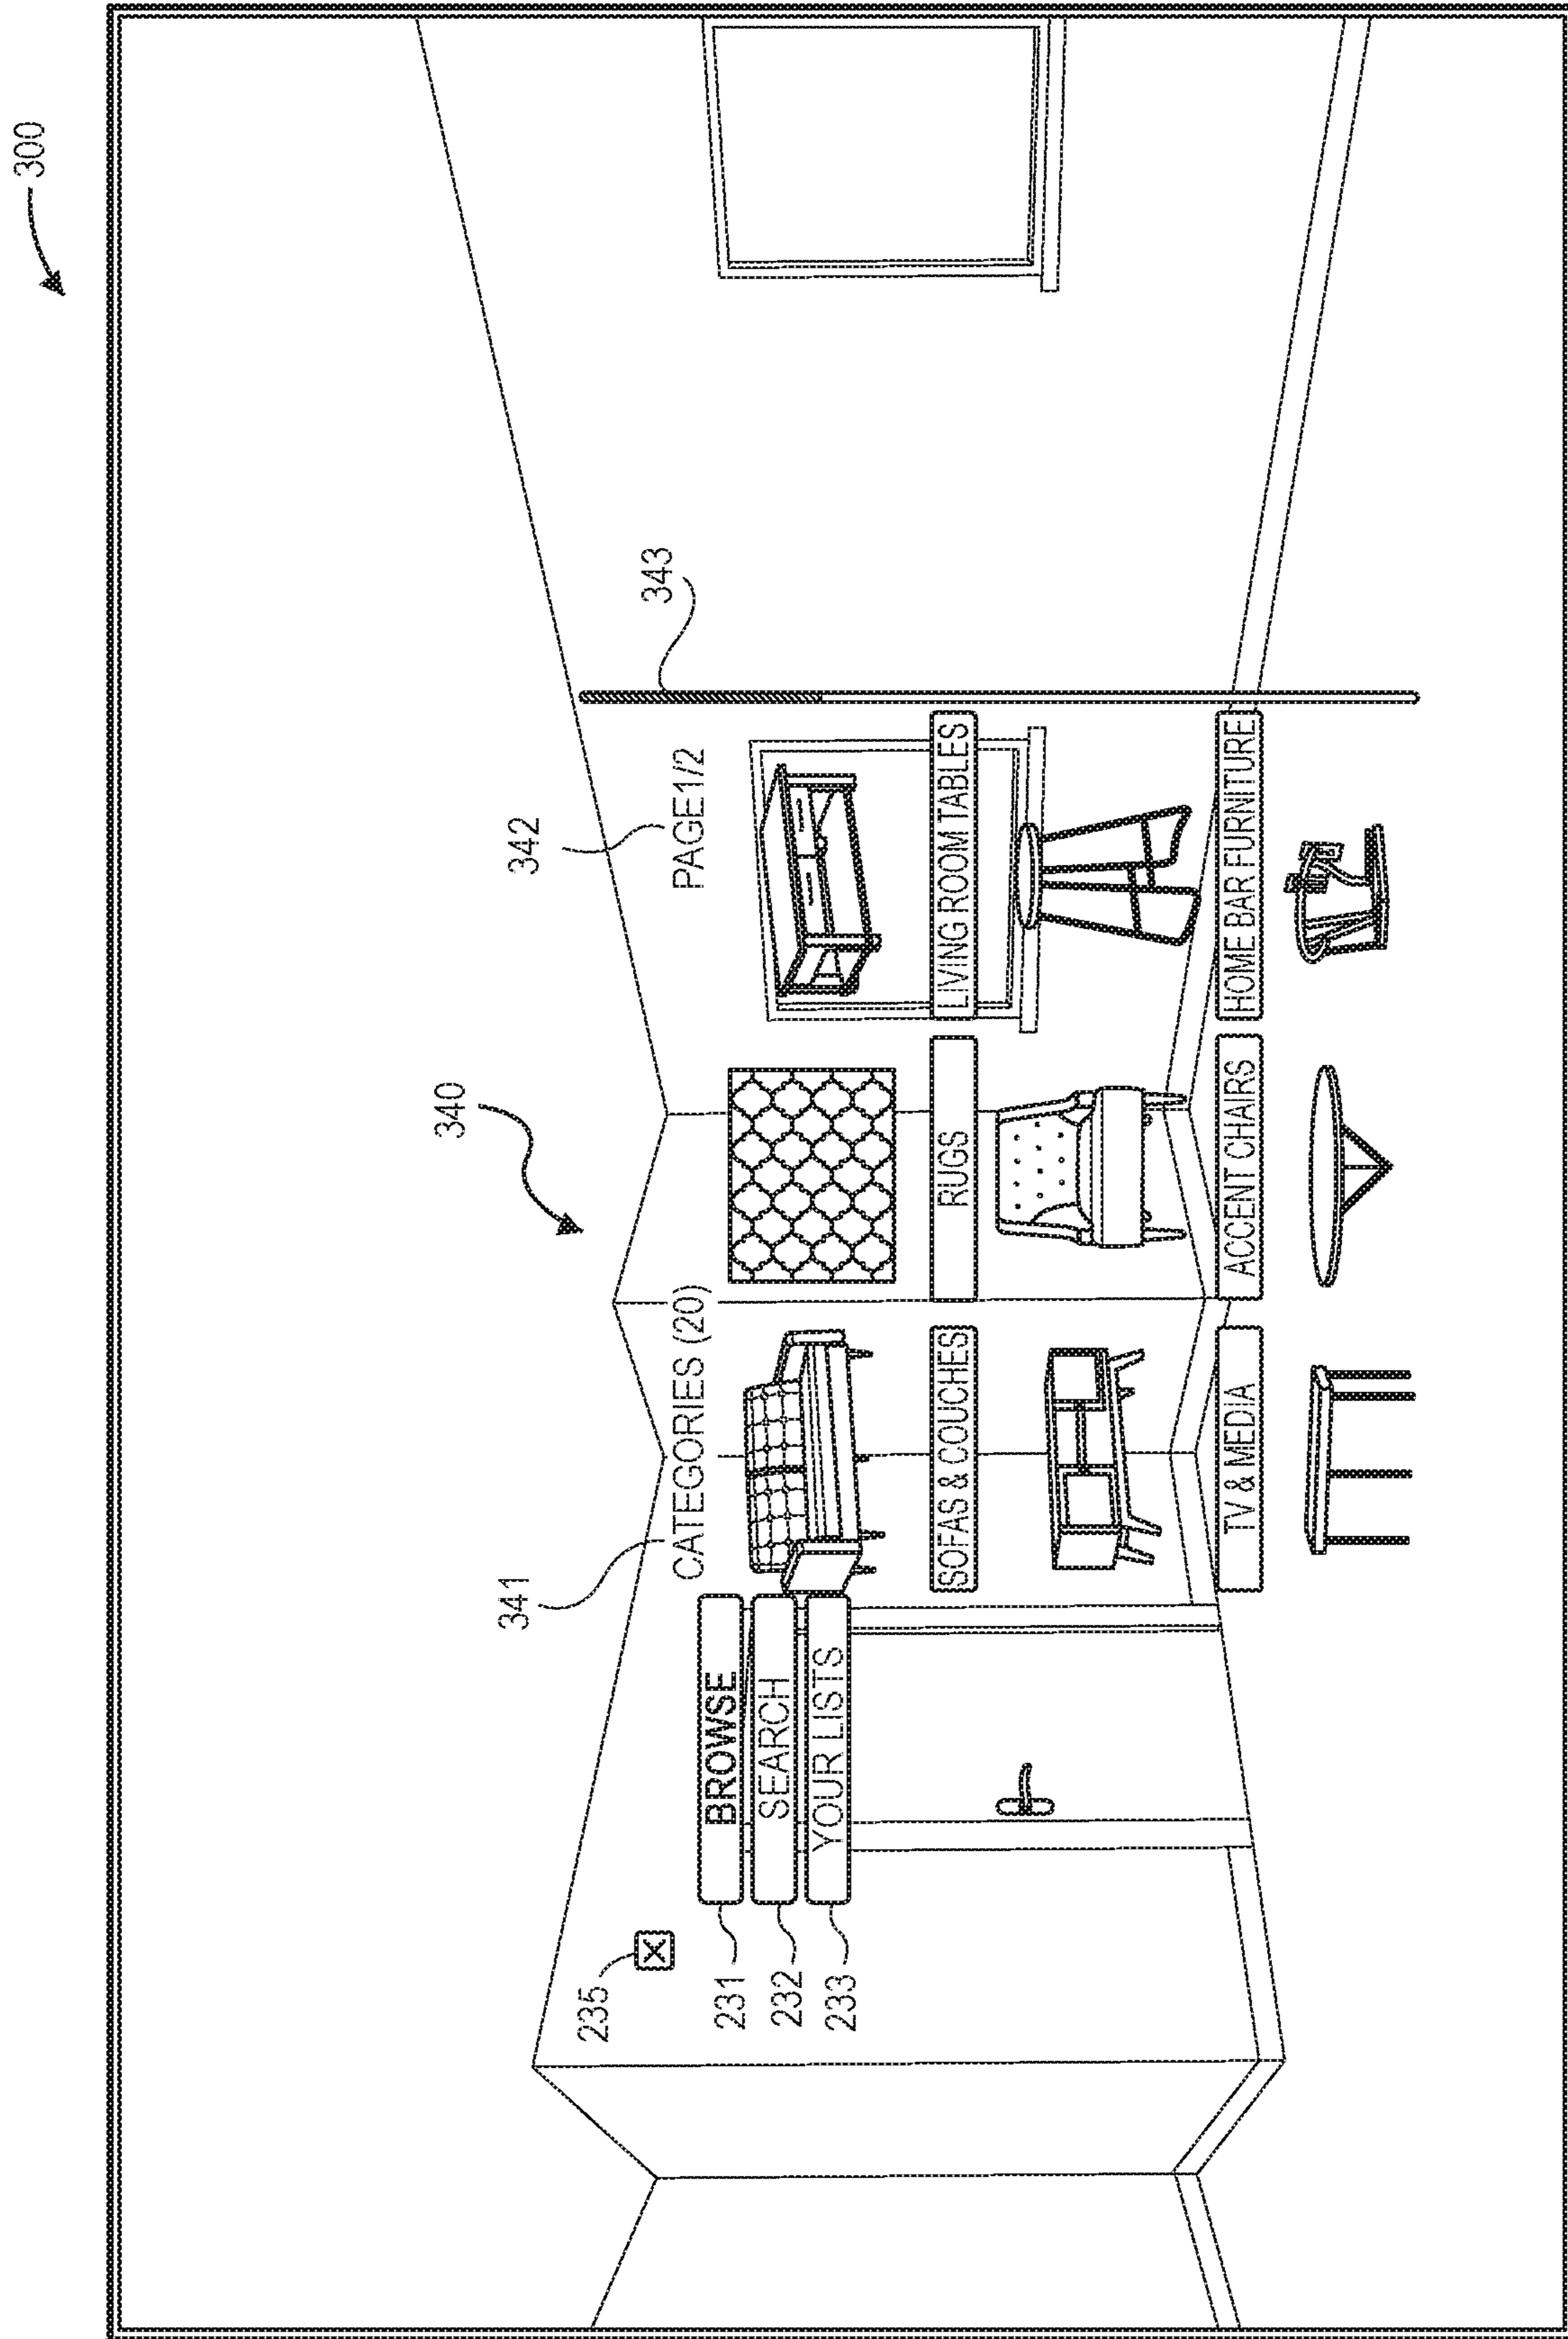 300
340
341
342
343
CATEGORIES (20)
PAGE1/2
235
X
231
BROWSE
232
SEARCH
233
YOUR LISTS
SOFAS & COUCHES
RUGS
LIVING ROOM TABLES
TV & MEDIA
ACCENT CHAIRS
HOME BAR FURNITURE